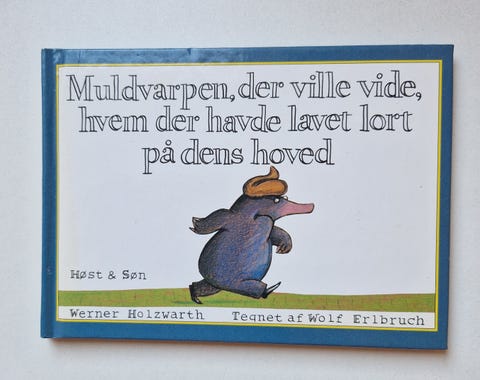 Muldvarpen, der ville vide,
hvem der havde lavet lort
på dens hoved
Høst & Søn
Werner Holzwarth Tegnet af Wolf Erlbruch